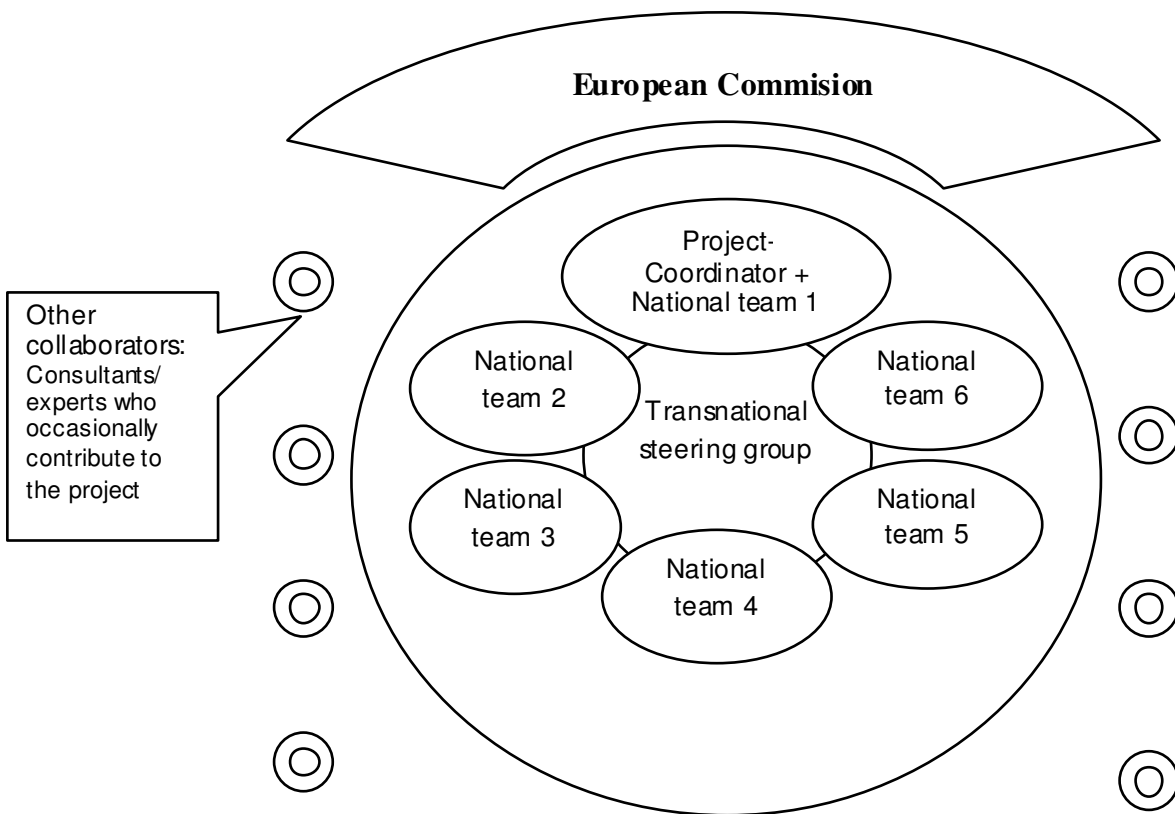 European Commision
Project-
Coordinator +
National team 1
National
team 2
National
team 6
Transnational
steering group
National
team 3
National
team 5
National
team 4
Other
collaborators:
Consultants/
experts who
occasionally
contribute to
the project